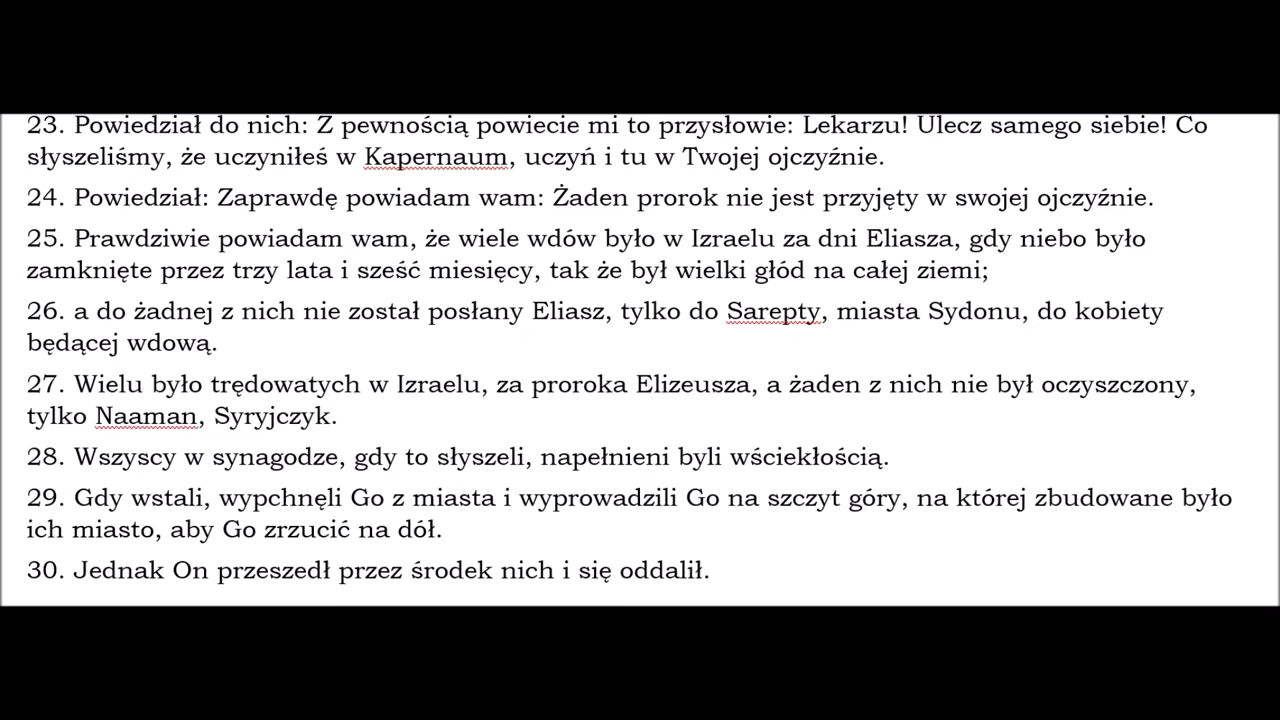 23. Powiedział do nich: Z pewnością powiecie mi to przysłowie: Lekarzu! Ulecz samego siebie! Co
słyszeliśmy, że uczyniłeś w Kapernaum, uczyń i tu w Twojej ojczyźnie.
24. Powiedział: Zaprawdę powiadam wam: Żaden prorok nie jest przyjęty w swojej ojczyźnie.
25. Prawdziwie powiadam wam, że wiele wdów było w Izraelu za dni Eliasza, gdy niebo było
zamknięte przez trzy lata i sześć miesięcy, tak że był wielki głód na całej ziemi;
26. a do żadnej z nich nie został posłany Eliasz, tylko do Sarepty, miasta Sydonu, do kobiety
będącej wdową.
27. Wielu było trędowatych w Izraelu, za proroka Elizeusza, a żaden z nich nie był oczyszczony,
tylko Naaman, Syryjczyk.
28. Wszyscy w synagodze, gdy to słyszeli, napełnieni byli wściekłością.
29. Gdy wstali, wypchnęli Go z miasta i wyprowadzili Go na szczyt góry, na której zbudowane było
ich miasto, aby Go zrzucić na dół.
30. Jednak On przeszedł przez środek nich i się oddalił.